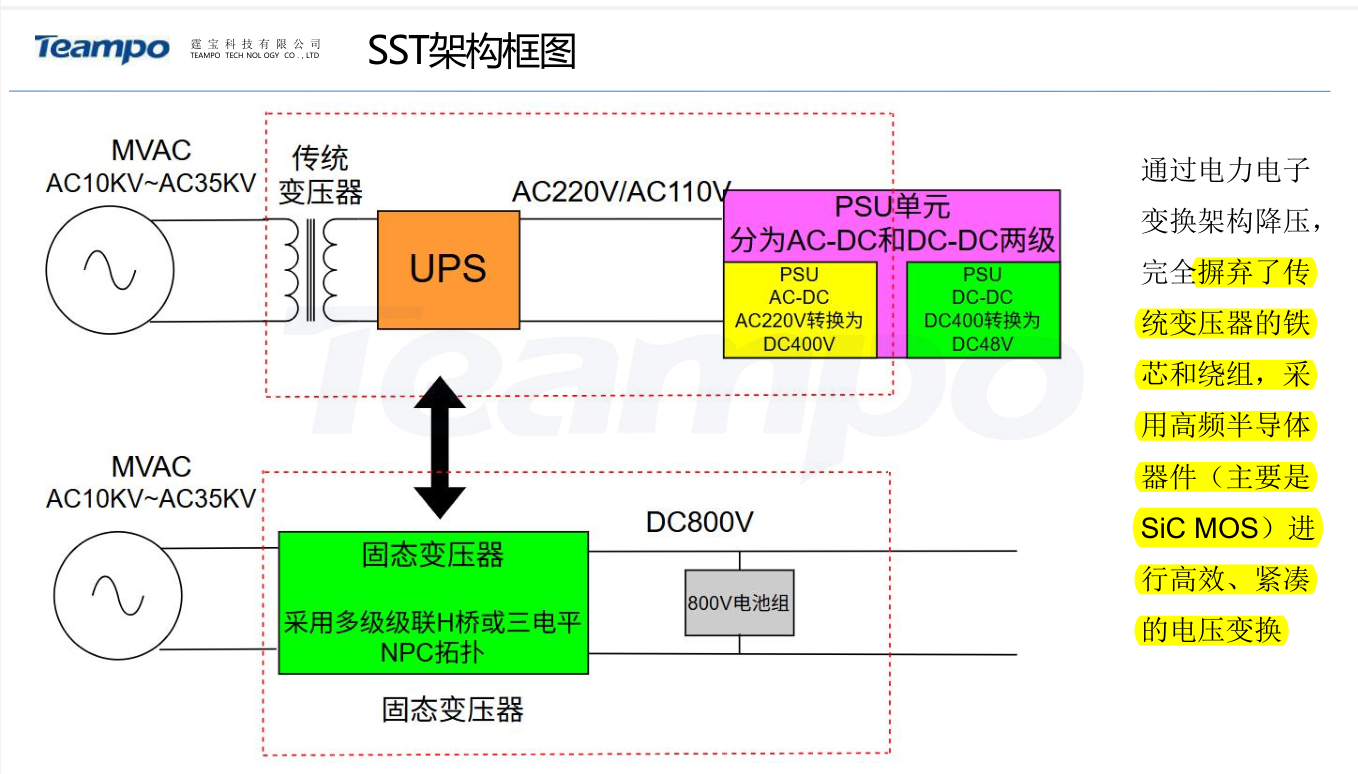 Teampo
霆宝科技有限公司
TEAMPO TECHNOLOGY CO.,LTD
SST架构框图
MVAC
AC10KV~AC35KV
传统
变压器
UPS
AC220V/AC110V
PSU单元
分为AC-DC和DC-DC两级
PSU
AC-DC
AC220V转换为
DC400V
PSU
DC-DC
DC400转换为
DC48V
MVAC
AC10KV~AC35KV
固态变压器
采用多级级联H桥或三电平
NPC拓扑
固态变压器
DC800V
800V电池组
通过电力电子
变换架构降压，
完全摒弃了传
统变压器的铁
芯和绕组，采
用高频半导体
器件（主要是
SiC MOS）进
行高效、紧凑
的电压变换
Teampo